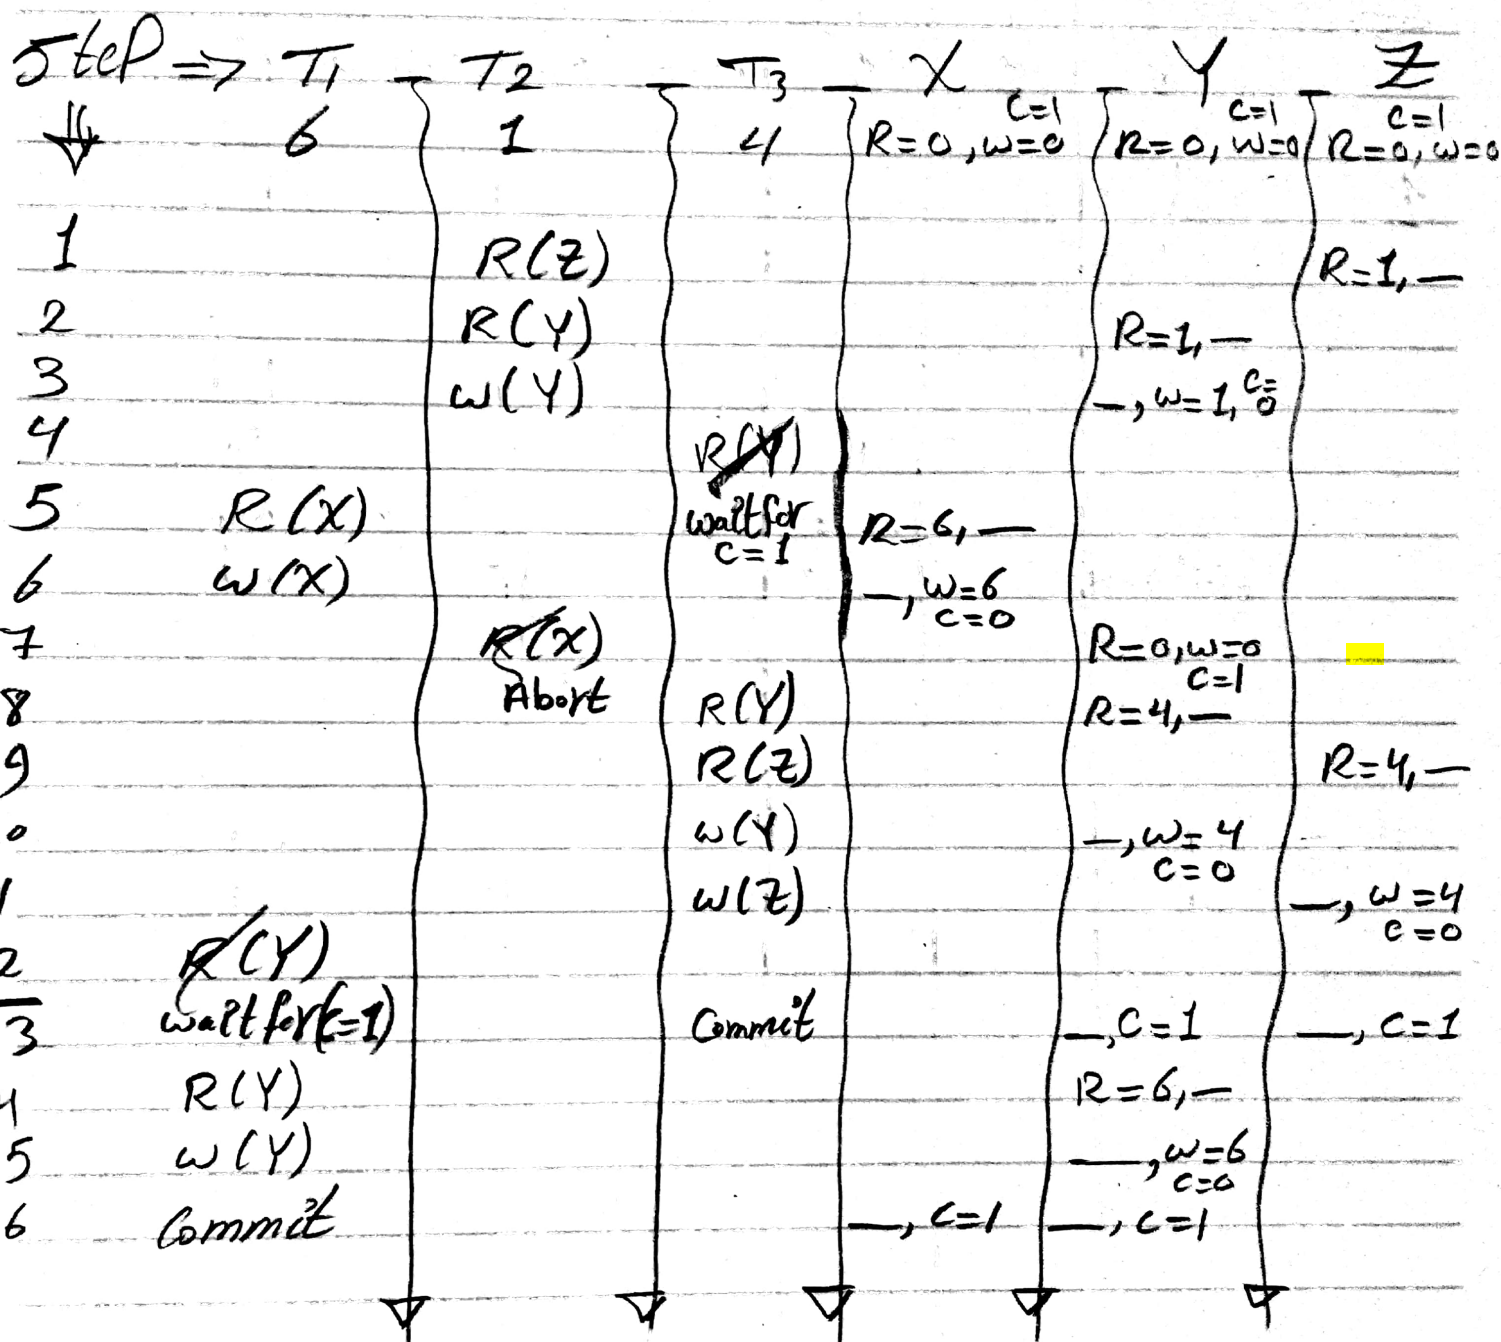 Step => T1 T2 T3 X Y Z
6 1 4 R=0, w=0 c=1 R=0, w=0 c=1 R=0, w=0 c=1
1 R(Z) R=1, —
2 R(Y) R=1, —
3 w(Y) —, w=1, c=0
4 R(Y)
5 R(X) wait for c=1 R=6, —
6 w(X) —, w=6 c=0
7 R(X) R=0, w=0 c=1
8 Abort R(Y) R=4, —
9 R(Z) R=4, —
0 w(Y) —, w=4 c=0
1 w(Z) —, w=4 c=0
2 R(Y)
3 wait for (c=1) Commit —, C=1 —, C=1
4 R(Y) R=6, —
5 w(Y) —, w=6 c=0
6 Commit —, C=1 —, C=1